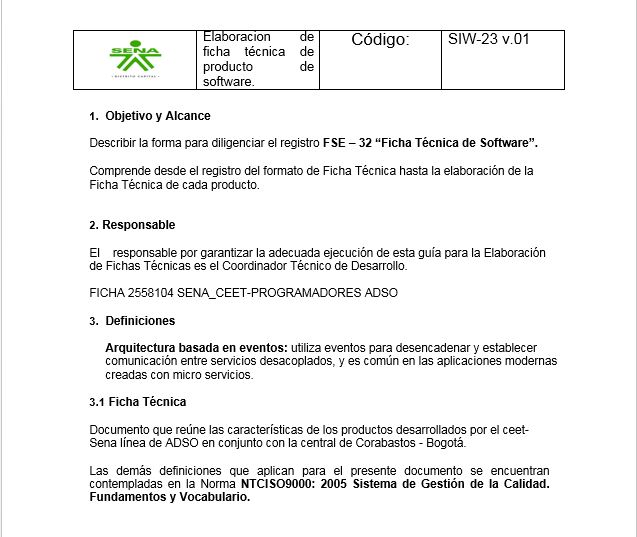 Elaboracion de
ficha técnica de
producto de
software.
Código:
SIW-23 v.01
SENA
DISTRITO CAPITAL
1. Objetivo y Alcance
Describir la forma para diligenciar el registro FSE – 32 “Ficha Técnica de Software”.
Comprende desde el registro del formato de Ficha Técnica hasta la elaboración de la
Ficha Técnica de cada producto.
2. Responsable
El responsable por garantizar la adecuada ejecución de esta guía para la Elaboración
de Fichas Técnicas es el Coordinador Técnico de Desarrollo.
FICHA 2558104 SENA_CEET-PROGRAMADORES ADSO
3. Definiciones
Arquitectura basada en eventos: utiliza eventos para desencadenar y establecer
comunicación entre servicios desacoplados, y es común en las aplicaciones modernas
creadas con micro servicios.
3.1 Ficha Técnica
Documento que reúne las características de los productos desarrollados por el ceet-
Sena línea de ADSO en conjunto con la central de Corabastos - Bogotá.
Las demás definiciones que aplican para el presente documento se encuentran
contempladas en la Norma NTCISO9000: 2005 Sistema de Gestión de la Calidad.
Fundamentos y Vocabulario.